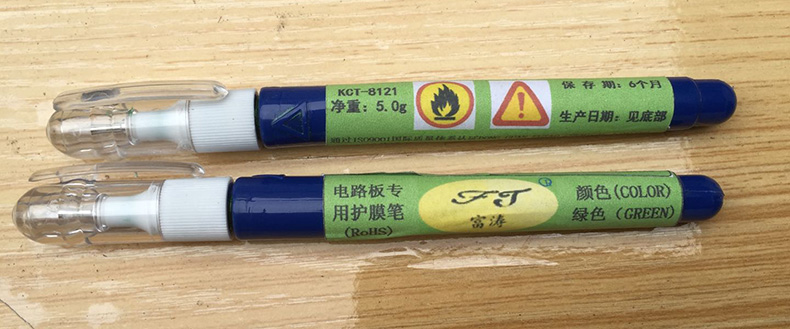 KCT-8121
净重：5.0g
保 存 期：6个月
生产日期：见底部
电路板专
用护膜笔
(RoHS)
FT
富涛
颜色(COLOR)
绿色（GREEN)